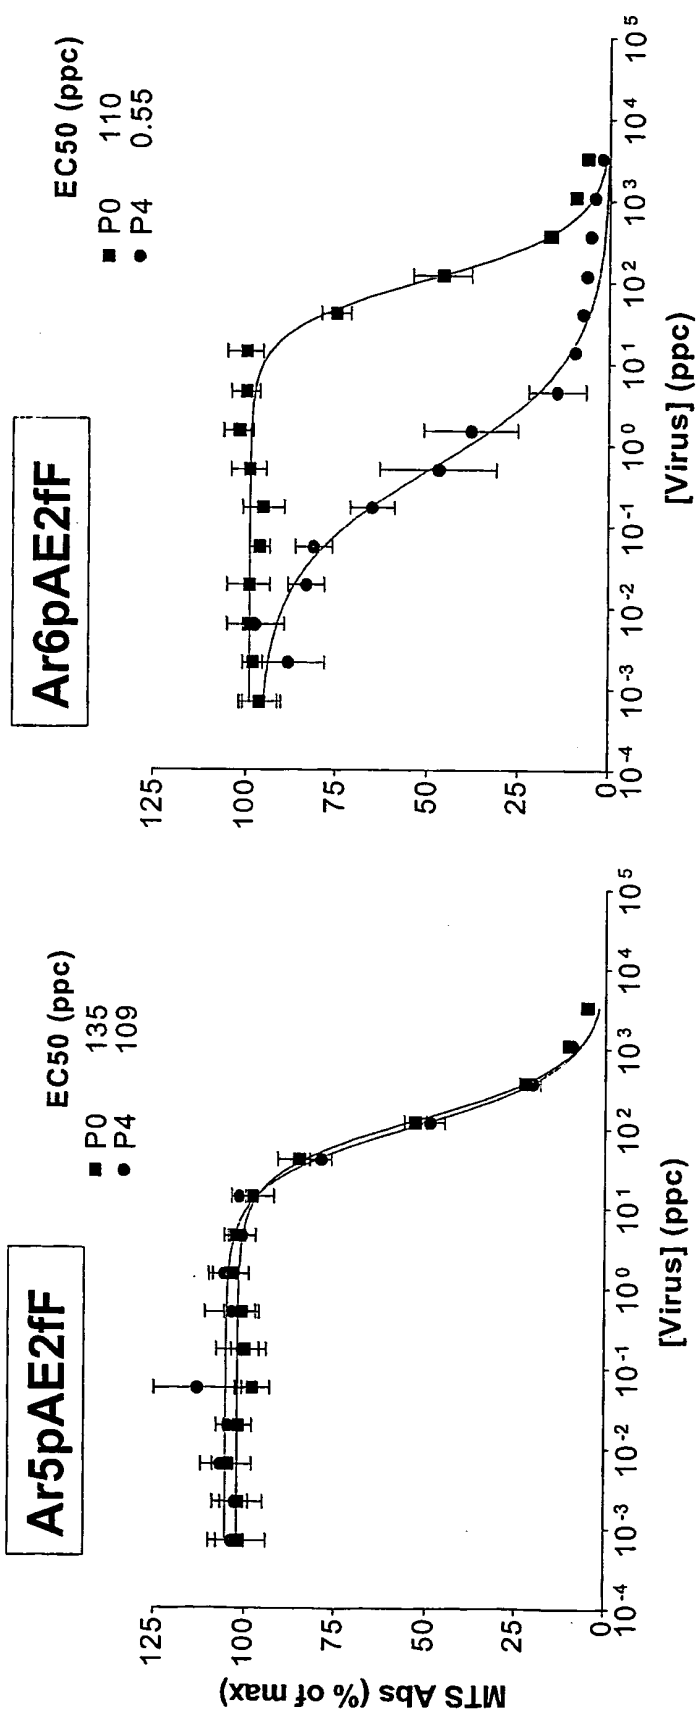 Ar5pAE2fF
EC50 (ppc)
P0 135
P4 109
MTS Abs (% of max)
125
100
75
50
25
0
10-4
10-3
10-2
10-1
100
101
102
103
104
105
[Virus] (ppc)
Ar6pAE2fF
EC50 (ppc)
P0 110
P4 0.55
125
100
75
50
25
0
10-4
10-3
10-2
10-1
100
101
102
103
104
105
[Virus] (ppc)